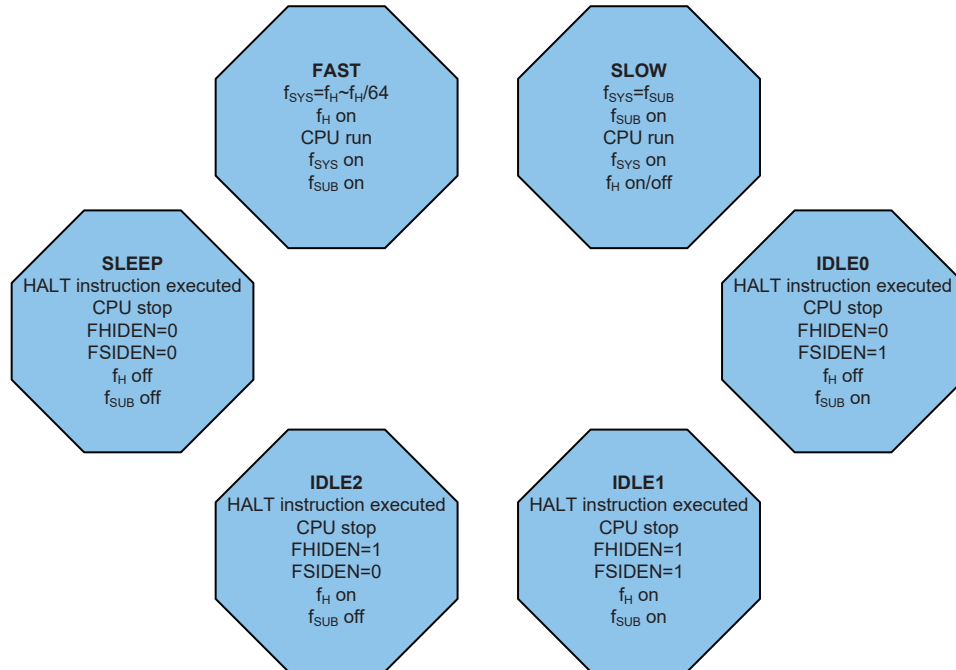 FAST
fSYS=fH~fH/64
fH on
CPU run
fSYS on
fSUB on
SLOW
fSYS=fSUB
fSUB on
CPU run
fSYS on
fH on/off
SLEEP
HALT instruction executed
CPU stop
FHIDEN=0
FSIDEN=0
fH off
fSUB off
IDLE0
HALT instruction executed
CPU stop
FHIDEN=0
FSIDEN=1
fH off
fSUB on
IDLE2
HALT instruction executed
CPU stop
FHIDEN=1
FSIDEN=0
fH on
fSUB off
IDLE1
HALT instruction executed
CPU stop
FHIDEN=1
FSIDEN=1
fH on
fSUB on